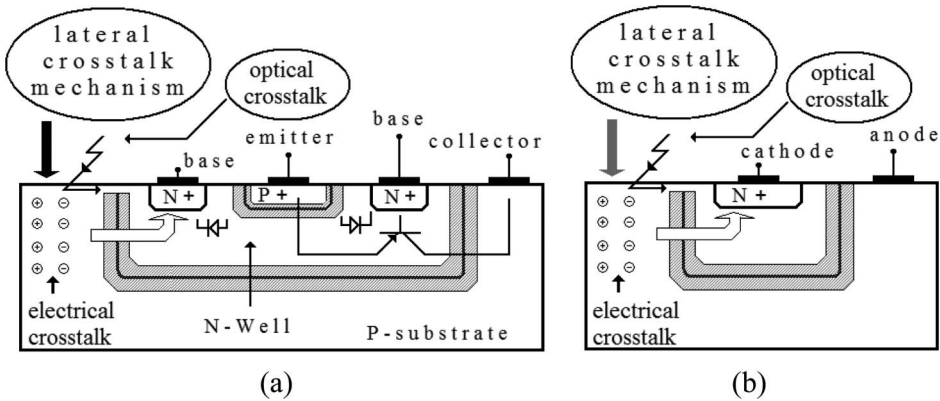 lateral
crosstalk
mechanism
optical
crosstalk
base
emitter
base
collector
N+
P+
N+
electrical
crosstalk
N-Well
P-substrate
(a)
lateral
crosstalk
mechanism
optical
crosstalk
cathode
anode
N+
electrical
crosstalk
(b)